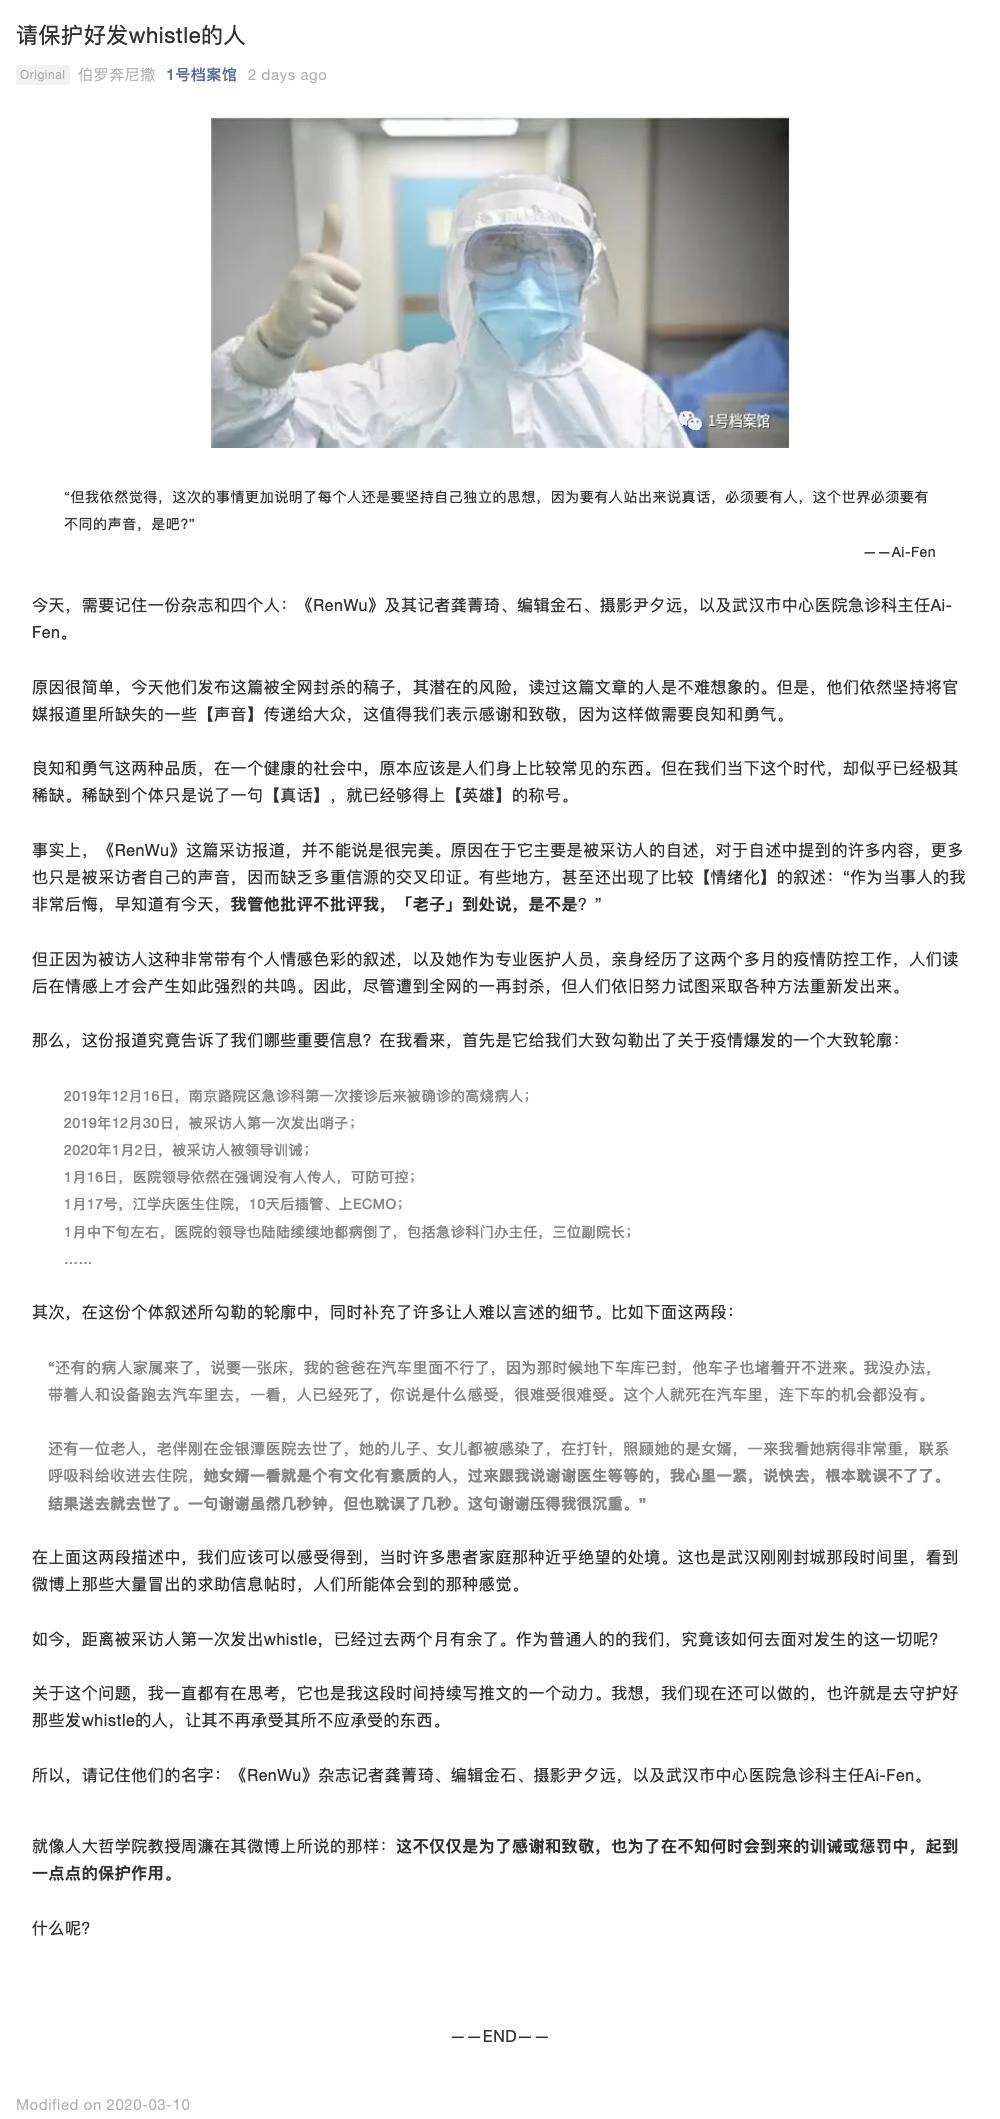 请保护好发whistle的人
Original 伯罗奔尼撒 1号档案馆 2 days ago
1号档案馆
“但我依然觉得，这次的事情更加说明了每个人还是要坚持自己独立的思想，因为要有人站出来说真话，必须要有人，这个世界必须要有
不同的声音，是吧?”
——Ai-Fen
今天，需要记住一份杂志和四个人：《RenWu》及其记者龚菁琦、编辑金石、摄影尹夕远，以及武汉市中心医院急诊科主任Ai-
Fen。
原因很简单，今天他们发布这篇被全网封杀的稿子，其潜在的风险，读过这篇文章的人是不难想象的。但是，他们依然坚持将官
媒报道里所缺失的一些【声音】传递给大众，这值得我们表示感谢和致敬，因为这样做需要良知和勇气。
良知和勇气这两种品质，在一个健康的社会中，原本应该是人们身上比较常见的东西。但在我们当下这个时代，却似乎已经极其
稀缺。稀缺到个体只是说了一句【真话】，就已经够得上【英雄】的称号。
事实上，《RenWu》这篇采访报道，并不能说是很完美。原因在于它主要是被采访人的自述，对于自述中提到的许多内容，更多
也只是被采访者自己的声音，因而缺乏多重信源的交叉印证。有些地方，甚至还出现了比较【情绪化】的叙述：“作为当事人的我
非常后悔，早知道有今天，我管他批评不批评我，「老子」到处说，是不是？”
但正因为被访人这种非常带有个人情感色彩的叙述，以及她作为专业医护人员，亲身经历了这两个多月的疫情防控工作，人们读
后在情感上才会产生如此强烈的共鸣。因此，尽管遭到全网的一再封杀，但人们依旧努力试图采取各种方法重新发出来。
那么，这份报道究竟告诉了我们哪些重要信息？在我看来，首先是它给我们大致勾勒出了关于疫情爆发的一个大致轮廓：
2019年12月16日，南京路院区急诊科第一次接诊后来被确诊的高烧病人；
2019年12月30日，被采访人第一次发出哨子；
2020年1月2日，被采访人被领导训诫；
1月16日，医院领导依然在强调没有人传人，可防可控；
1月17号，江学庆医生住院，10天后插管、上ECMO；
1月中下旬左右，医院的领导也陆陆续续地都病倒了，包括急诊科门办主任，三位副院长；
……
其次，在这份个体叙述所勾勒的轮廓中，同时补充了许多让人难以言述的细节。比如下面这两段：
“还有的病人家属来了，说要一张床，我的爸爸在汽车里面不行了，因为那时候地下车库已封，他车子也堵着开不进来。我没办法，
带着人和设备跑去汽车里去，一看，人已经死了，你说是什么感受，很难受很难受。这个人就死在汽车里，连下车的机会都没有。
还有一位老人，老伴刚在金银潭医院去世了，她的儿子、女儿都被感染了，在打针，照顾她的是女婿，一来我看她病得非常重，联系
呼吸科给收进去住院，她女婿一看就是个有文化有素质的人，过来跟我说谢谢医生等等的，我心里一紧，说快去，根本耽误不了了。
结果送去就去世了。一句谢谢虽然几秒钟，但也耽误了几秒。这句谢谢压得我很沉重。”
在上面这两段描述中，我们应该可以感受得到，当时许多患者家庭那种近乎绝望的处境。这也是武汉刚刚封城那段时间里，看到
微博上那些大量冒出的求助信息帖时，人们所能体会到的那种感觉。
如今，距离被采访人第一次发出whistle，已经过去两个月有余了。作为普通人的的我们，究竟该如何去面对发生的这一切呢？
关于这个问题，我一直都有在思考，它也是我这段时间持续写推文的一个动力。我想，我们现在还可以做的，也许就是去守护好
那些发whistle的人，让其不再承受其所不应承受的东西。
所以，请记住他们的名字：《RenWu》杂志记者龚菁琦、编辑金石、摄影尹夕远，以及武汉市中心医院急诊科主任Ai-Fen。
就像人大哲学院教授周濂在其微博上所说的那样：这不仅仅是为了感谢和致敬，也为了在不知何时会到来的训诫或惩罚中，起到
一点点的保护作用。
什么呢？
——END——
Modified on 2020-03-10